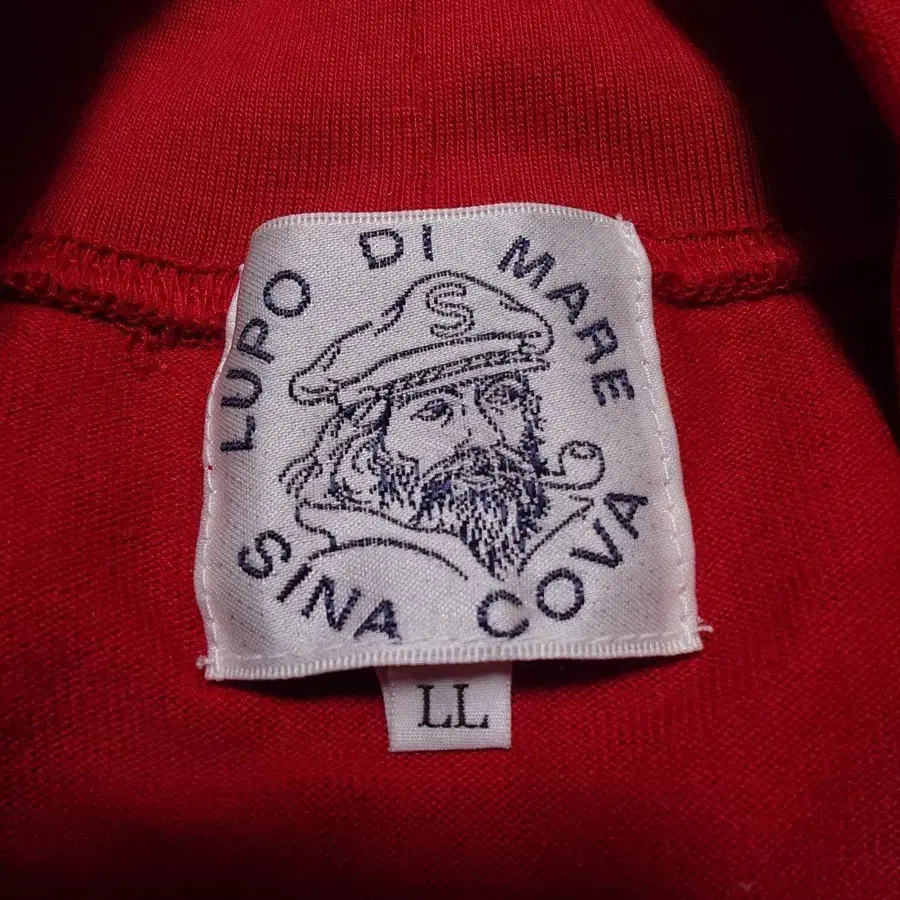 LUPO DI MARE
S
SINA COVA
LL